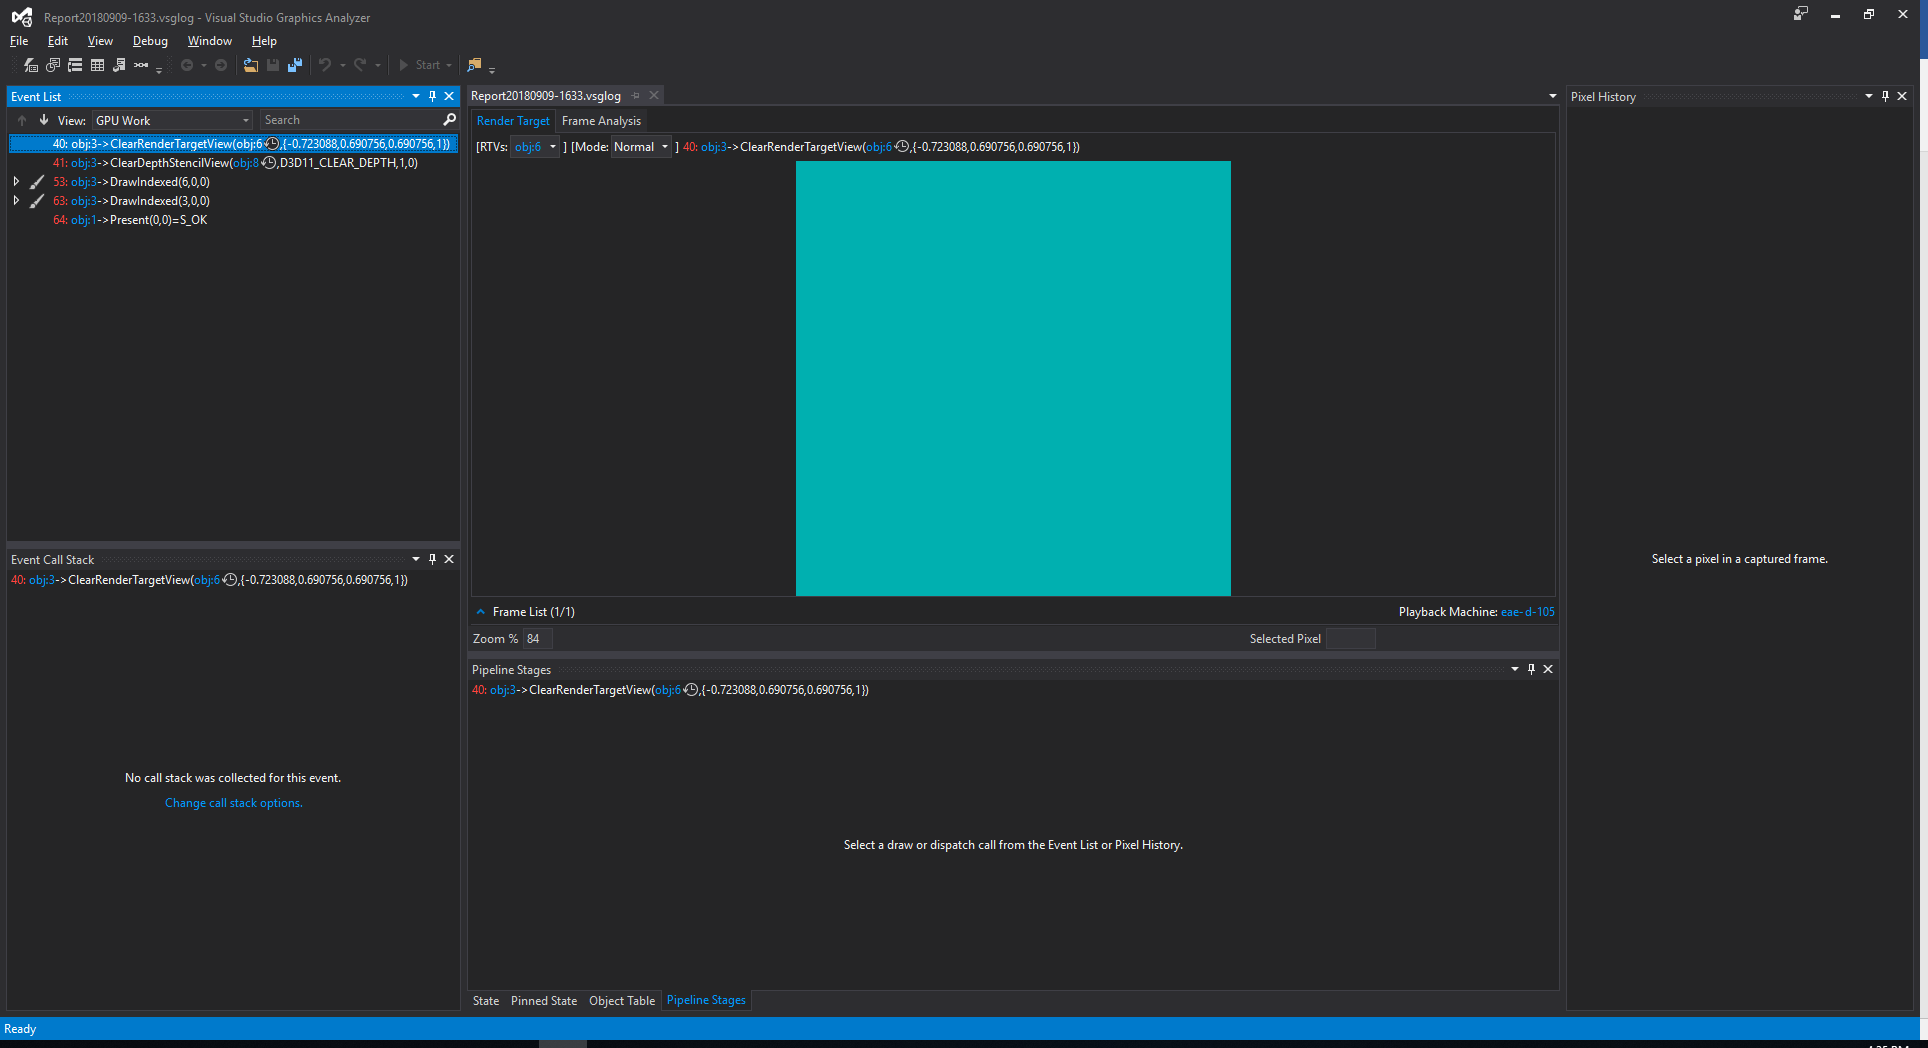 Report20180909-1633.vsglog - Visual Studio Graphics Analyzer
File Edit View Debug Window Help
Start
Event List
View: GPU Work Search
40: obj:3->ClearRenderTargetView(obj:6,{-0.723088,0.690756,0.690756,1})
41: obj:8->ClearDepthStencilView(obj:8,D3D11_CLEAR_DEPTH,1,0)
53: obj:3->DrawIndexed(6,0,0)
63: obj:3->DrawIndexed(3,0,0)
64: obj:1->Present(0,0)=S_OK
Event Call Stack
40: obj:3->ClearRenderTargetView(obj:6,{-0.723088,0.690756,0.690756,1})
No call stack was collected for this event.
Change call stack options.
Report20180909-1633.vsglog
Render Target Frame Analysis
[RTVs: obj:6 ] [Mode: Normal ] 40: obj:3->ClearRenderTargetView(obj:6,{-0.723088,0.690756,0.690756,1})
Frame List (1/1) Playback Machine: eae-d-105
Zoom % 84 Selected Pixel
Pipeline Stages
40: obj:3->ClearRenderTargetView(obj:6,{-0.723088,0.690756,0.690756,1})
Select a draw or dispatch call from the Event List or Pixel History.
State Pinned State Object Table Pipeline Stages
Pixel History
Select a pixel in a captured frame.
Ready